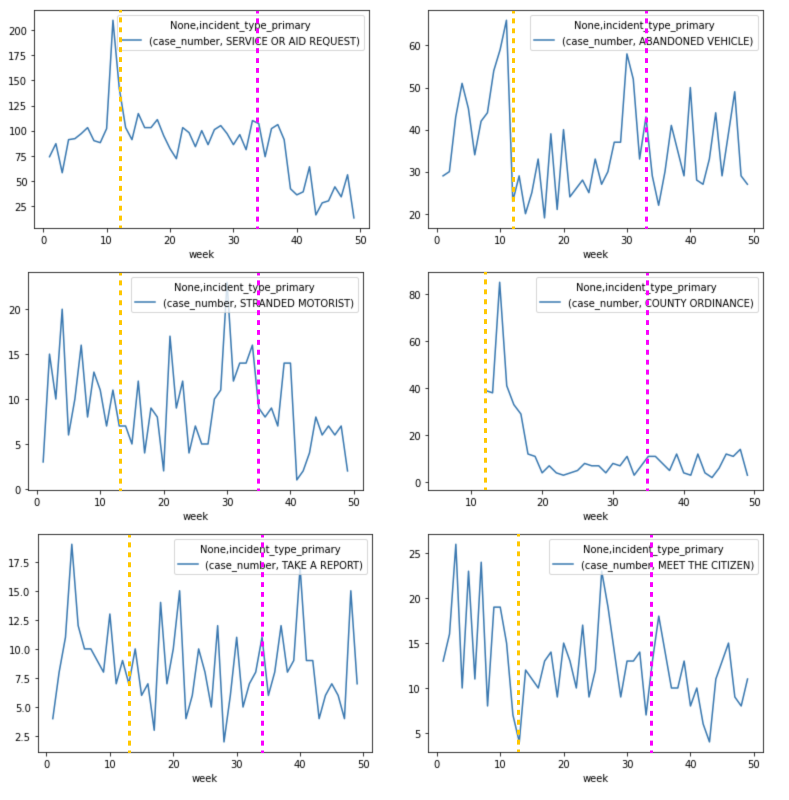 None,incident_type_primary
(case_number, SERVICE OR AID REQUEST)
200
175
150
125
100
75
50
25
0 10 20 30 40 50
week
None,incident_type_primary
(case_number, ABANDONED VEHICLE)
60
50
40
30
20
0 10 20 30 40 50
week
None,incident_type_primary
(case_number, STRANDED MOTORIST)
20
15
10
5
0
0 10 20 30 40 50
week
None,incident_type_primary
(case_number, COUNTY ORDINANCE)
80
60
40
20
0
10 20 30 40 50
week
None,incident_type_primary
(case_number, TAKE A REPORT)
17.5
15.0
12.5
10.0
7.5
5.0
2.5
0 10 20 30 40 50
week
None,incident_type_primary
(case_number, MEET THE CITIZEN)
25
20
15
10
5
0 10 20 30 40 50
week